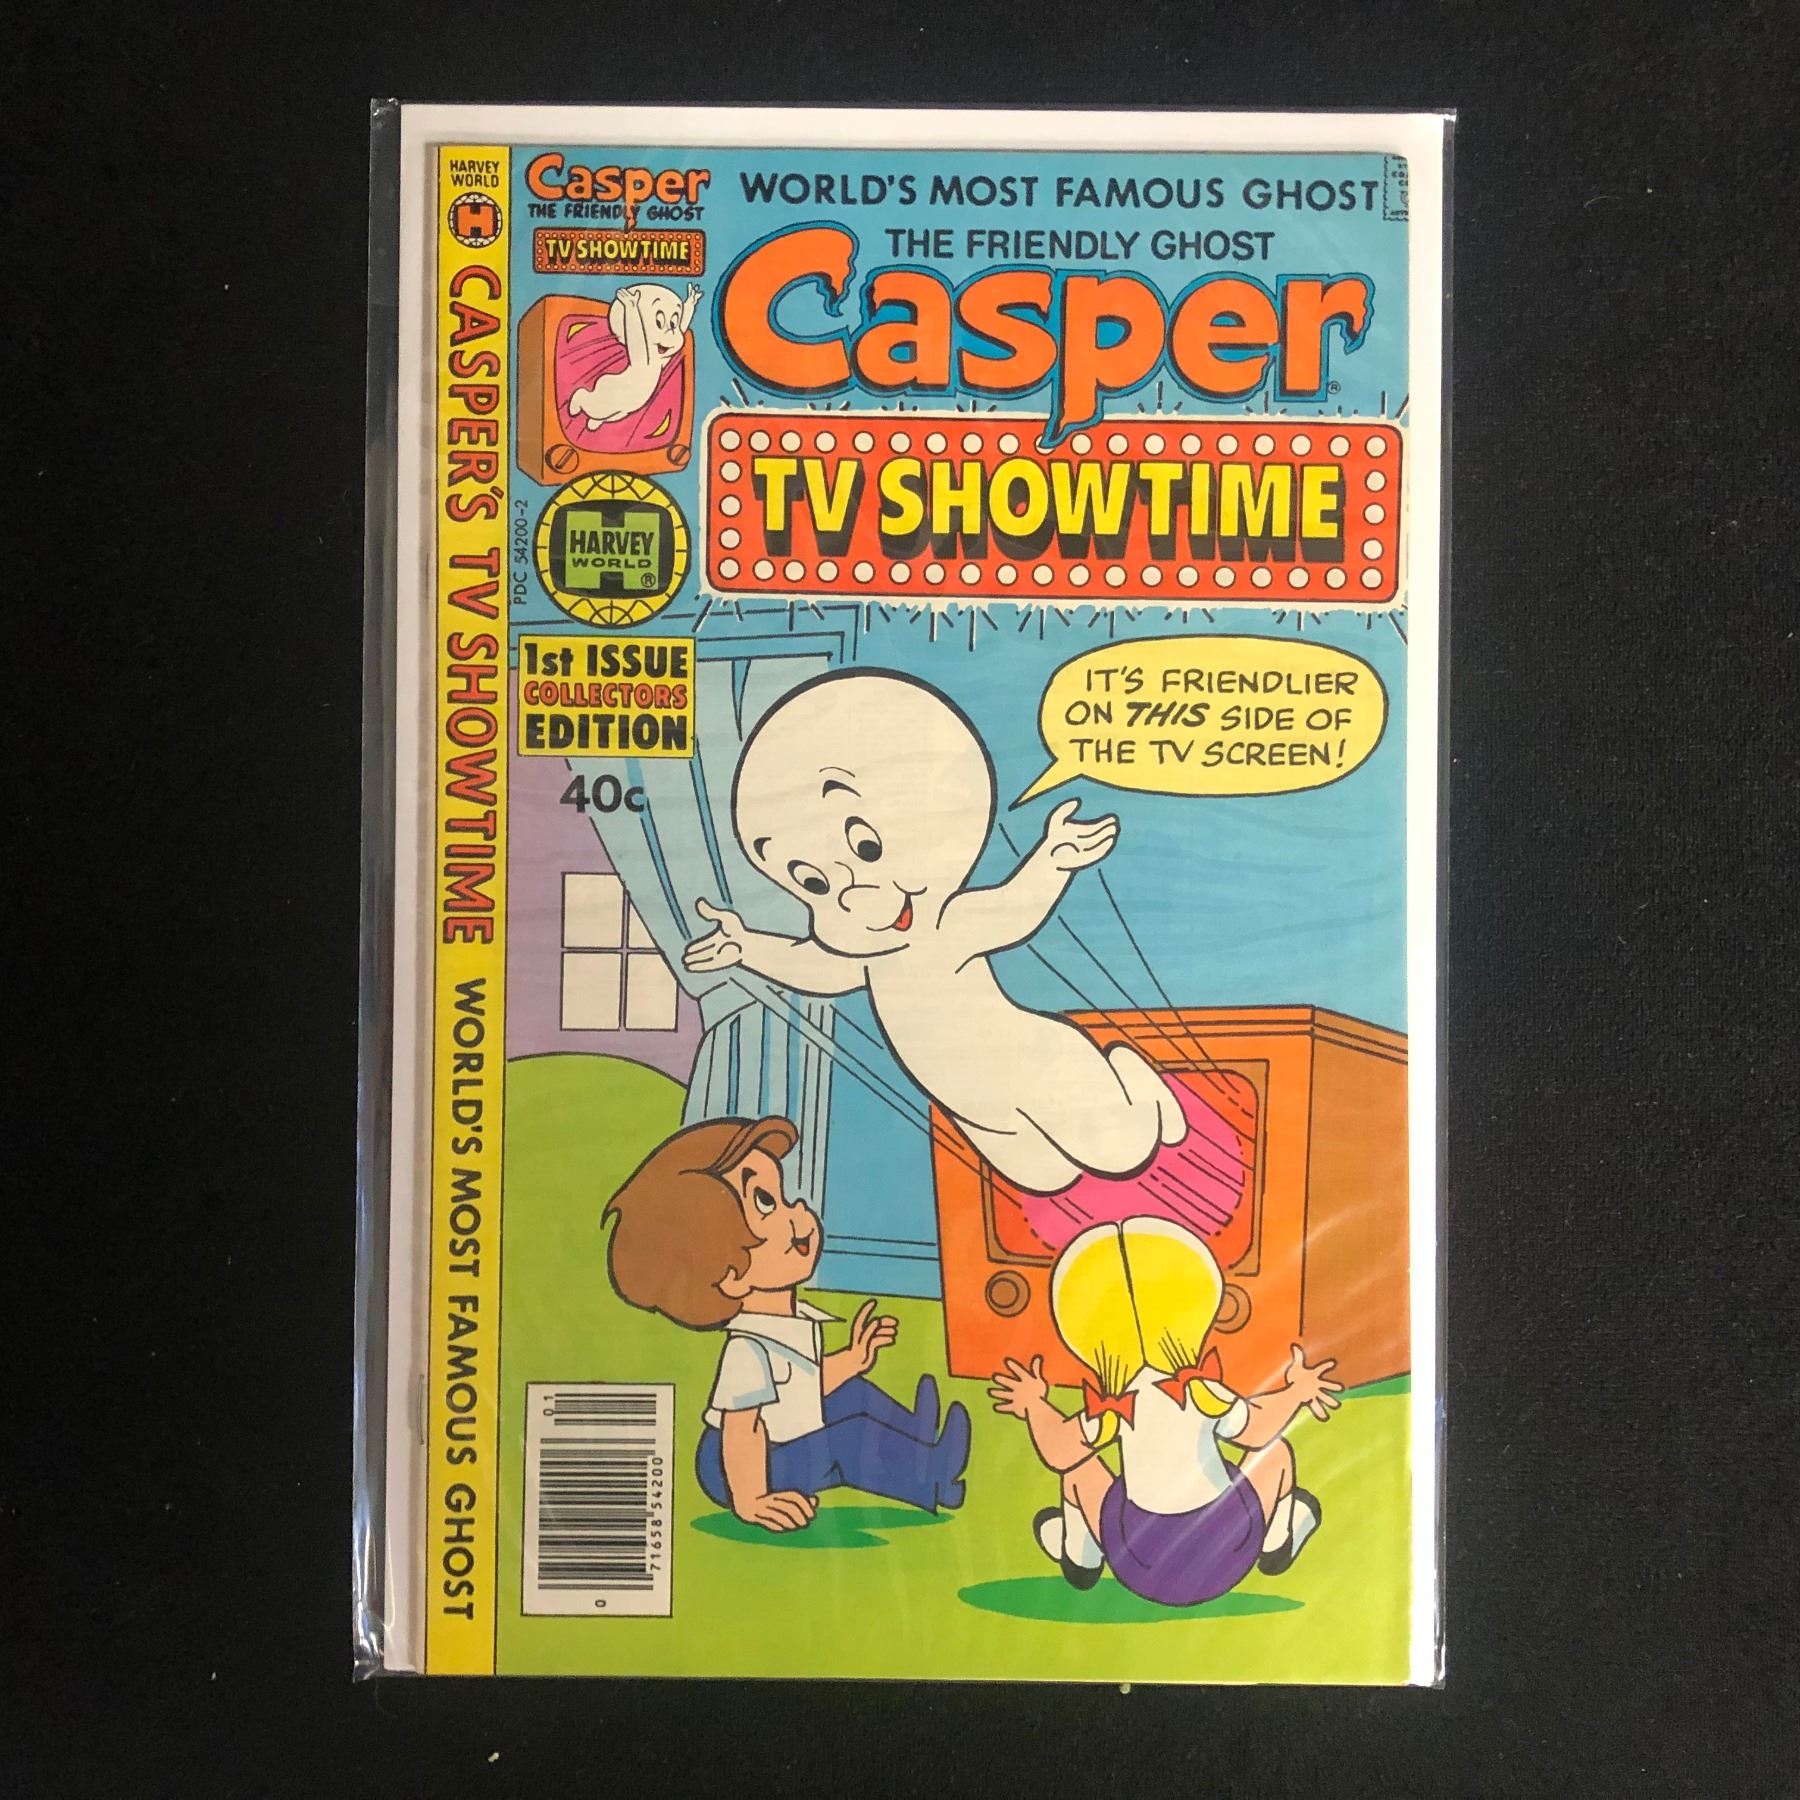 HARVEY
WORLD
H
CASPER'S TV SHOWTIME WORLD'S MOST FAMOUS GHOST
Casper
THE FRIENDLY GHOST
TV SHOWTIME
PDC 54200-2
H
HARVEY
WORLD ®
1st ISSUE
COLLECTORS
EDITION
40c
WORLD'S MOST FAMOUS GHOST
THE FRIENDLY GHOST
Casper®
TV SHOWTIME
IT'S FRIENDLIER
ON THIS SIDE OF
THE TV SCREEN!
01
71658 54200
0